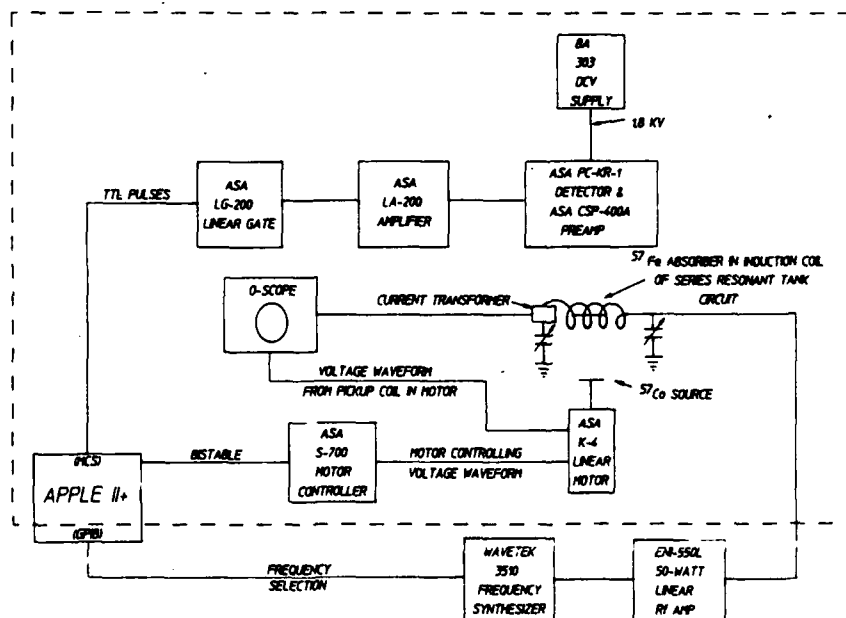 BA
303
DCV
SUPPLY
1.8 KV
TTL PULSES
ASA
LG-200
LINEAR GATE
ASA
LA-200
AMPLIFIER
ASA PC-KR-1
DETECTOR &
ASA CSP-400A
PREAMP
57 Fe ABSORBER IN INDUCTION COIL
OF SERIES RESONANT TANK
CIRCUIT
O-SCOPE
CURRENT TRANSFORMER
VOLTAGE WAVEFORM
FROM PICKUP COIL IN MOTOR
57 Co SOURCE
ASA
K-4
LINEAR
MOTOR
ASA
S-700
MOTOR
CONTROLLER
BISTABLE
MOTOR CONTROLLING
VOLTAGE WAVEFORM
(MCS)
APPLE II+
(GPIB)
FREQUENCY
SELECTION
WAVETEK
3510
FREQUENCY
SYNTHESIZER
ENI-550L
50-WATT
LINEAR
Rf AMP